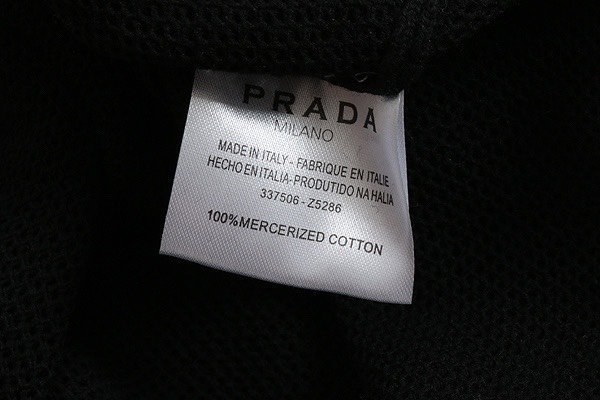 PRADA
MILANO
MADE IN ITALY - FABRIQUE EN ITALIE
HECHO EN ITALIA-PRODUTIDO NA HALIA
337506 - Z5286
100%MERCERIZED COTTON